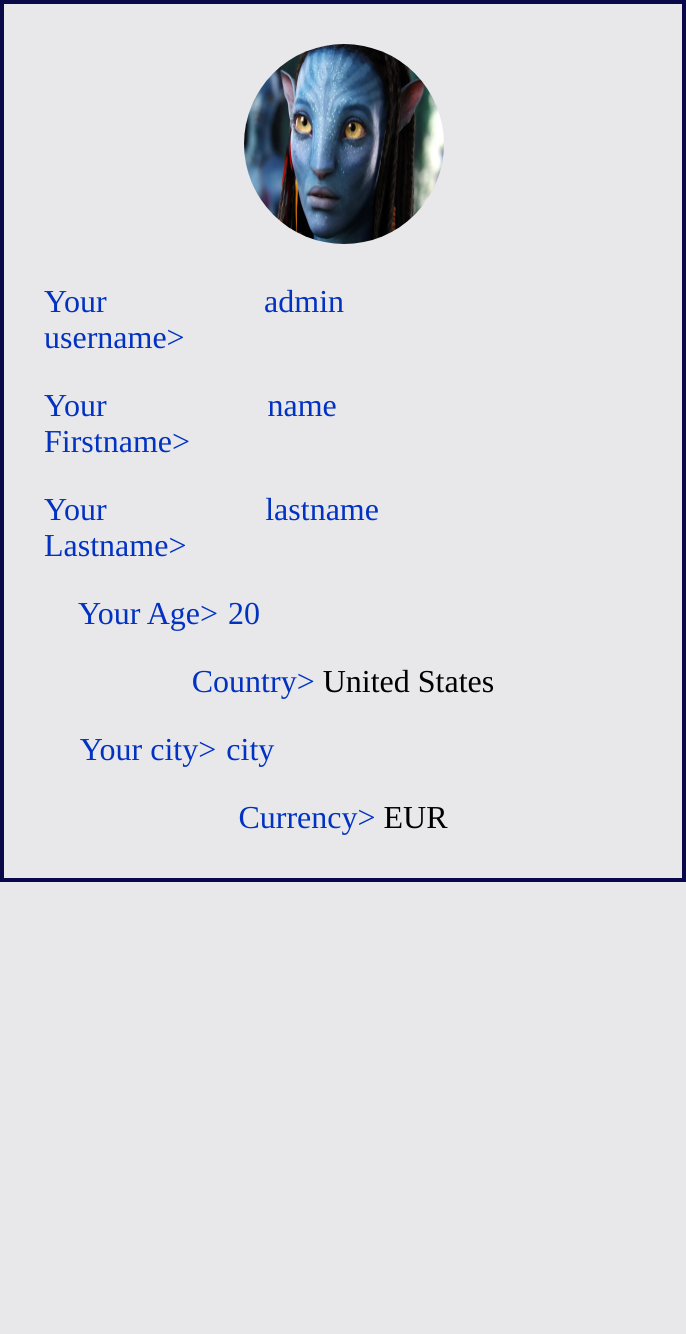 Your admin
username>
Your name
Firstname>
Your lastname
Lastname>
Your Age> 20
Country> United States
Your city> city
Currency> EUR